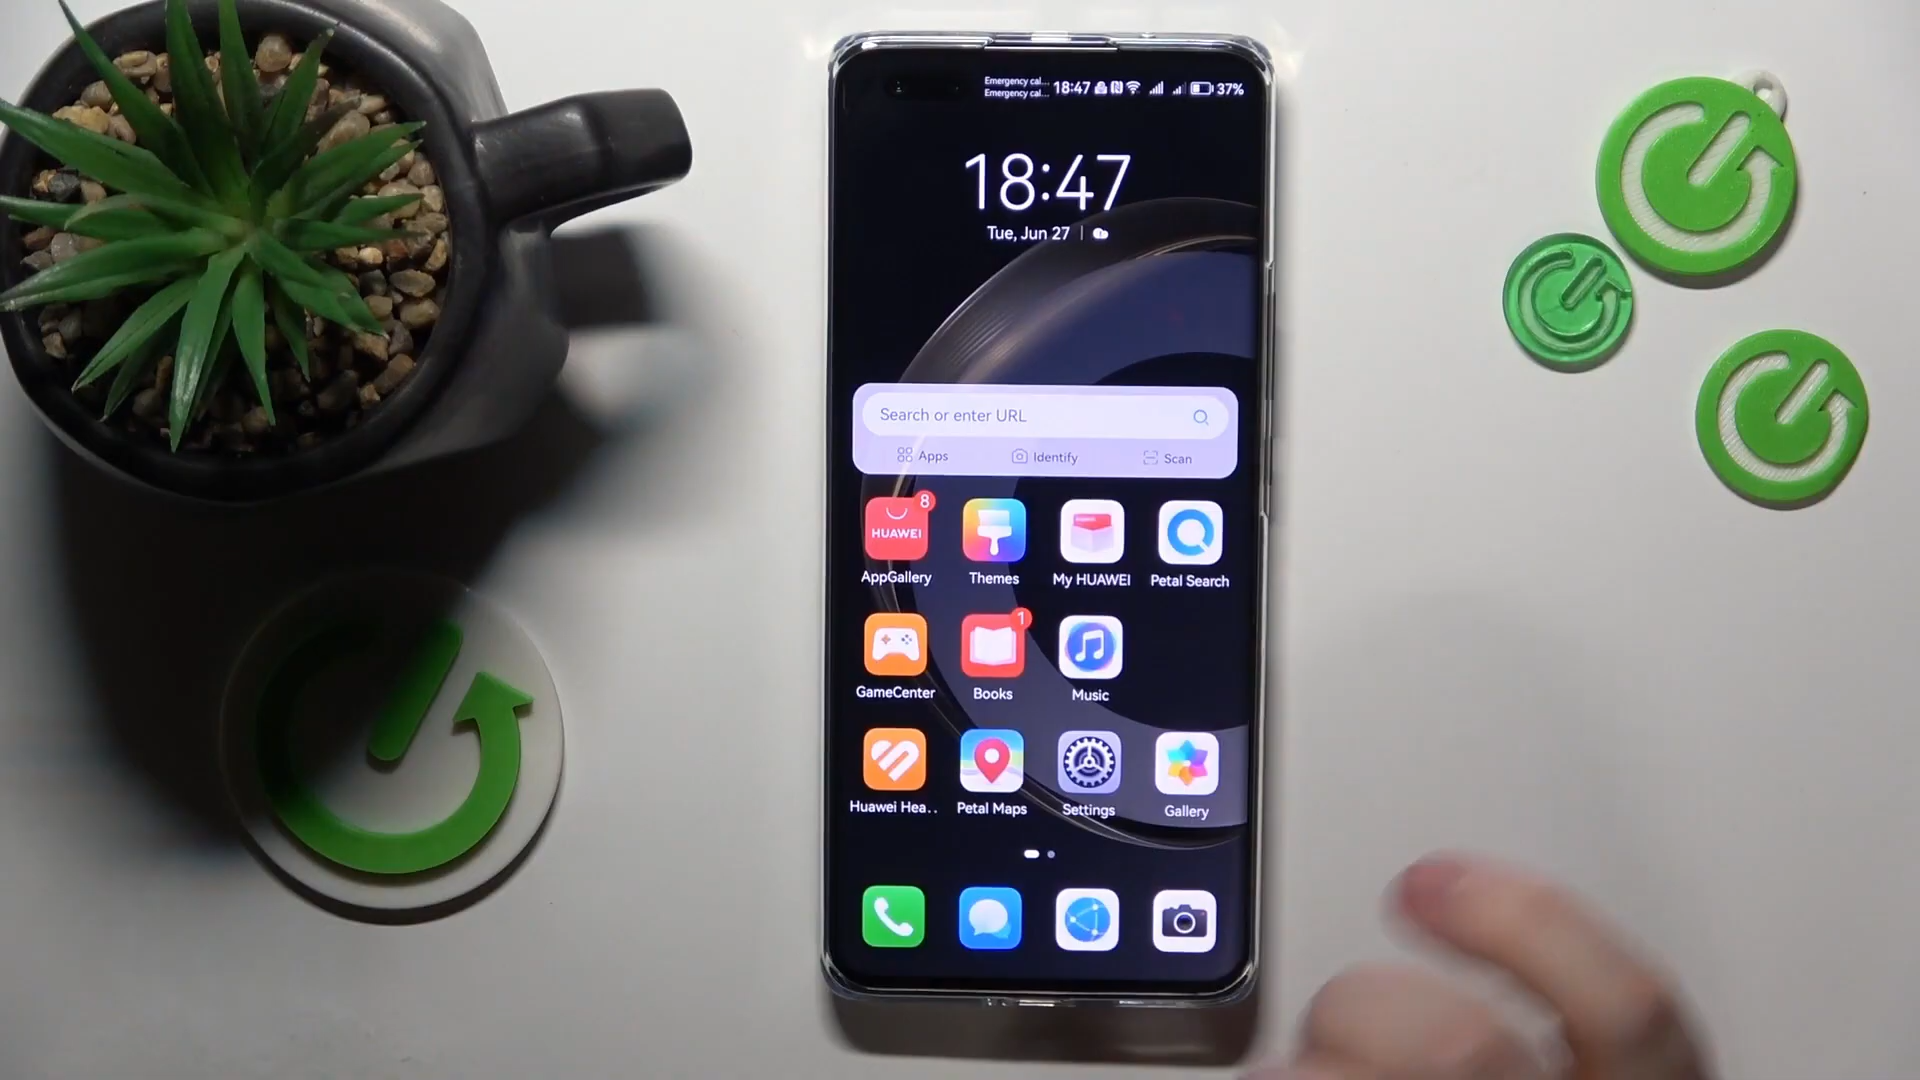 Emergency cal...
Emergency cal...
18:47
37%
18:47
Tue, Jun 27
Search or enter URL
Apps
Identify
Scan
8
HUAWEI
AppGallery
Themes
My HUAWEI
Petal Search
1
GameCenter
Books
Music
Huawei Hea..
Petal Maps
Settings
Gallery